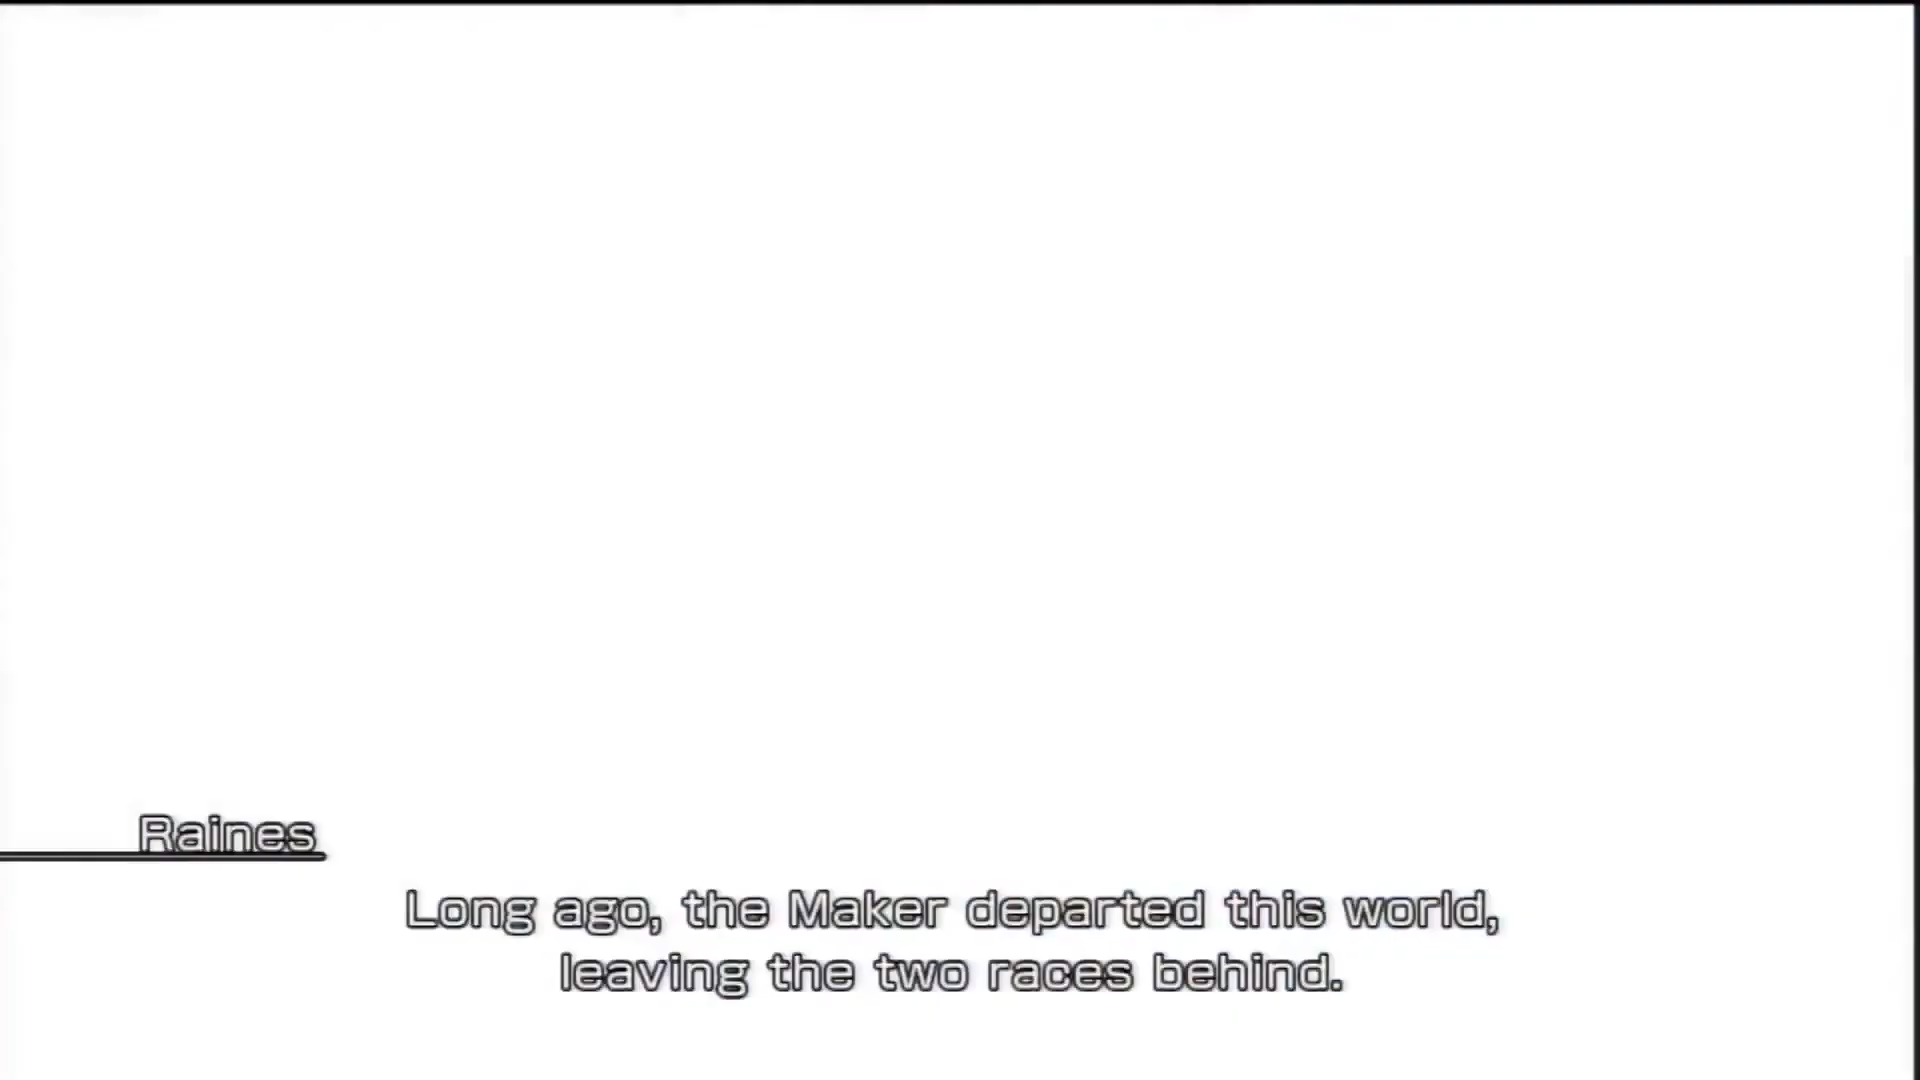 Raines
Long ago, the Maker departed this world,
leaving the two races behind.